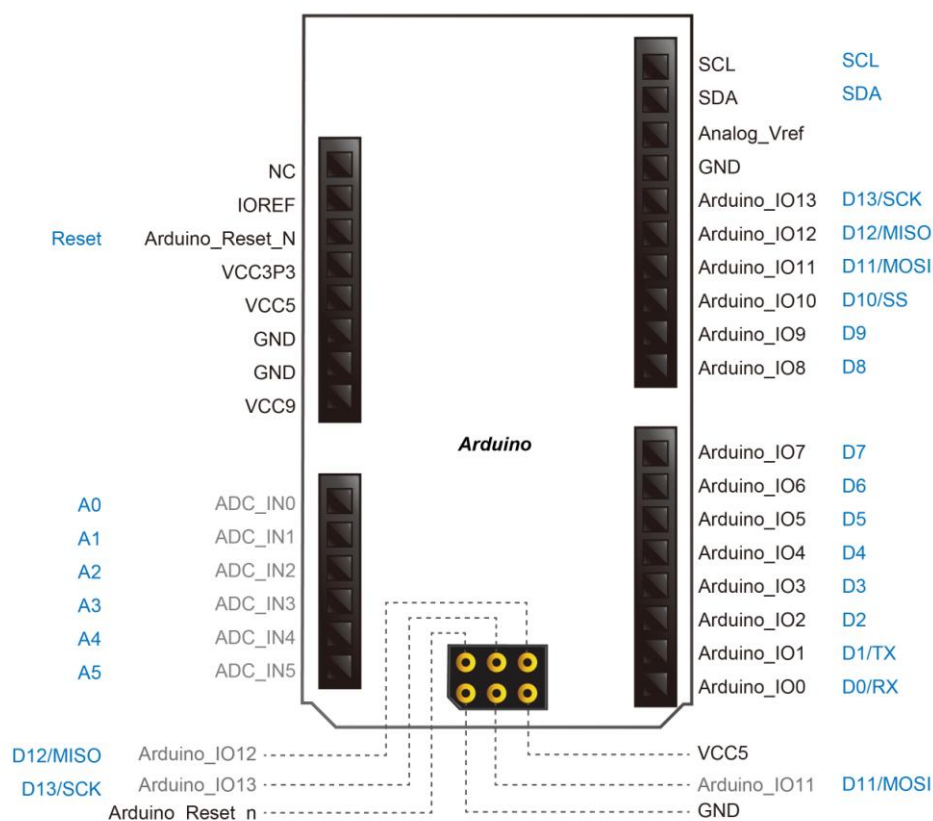 SCL SCL
SDA SDA
Analog_Vref
GND
NC
IOREF Arduino_IO13 D13/SCK
Reset Arduino_Reset_N Arduino_IO12 D12/MISO
VCC3P3 Arduino_IO11 D11/MOSI
VCC5 Arduino_IO10 D10/SS
GND Arduino_IO9 D9
GND Arduino_IO8 D8
VCC9
Arduino
Arduino_IO7 D7
Arduino_IO6 D6
A0 ADC_IN0 Arduino_IO5 D5
A1 ADC_IN1 Arduino_IO4 D4
A2 ADC_IN2 Arduino_IO3 D3
A3 ADC_IN3 Arduino_IO2 D2
A4 ADC_IN4 Arduino_IO1 D1/TX
A5 ADC_IN5 Arduino_IO0 D0/RX
D12/MISO Arduino_IO12 VCC5
D13/SCK Arduino_IO13 Arduino_IO11 D11/MOSI
Arduino_Reset_n GND